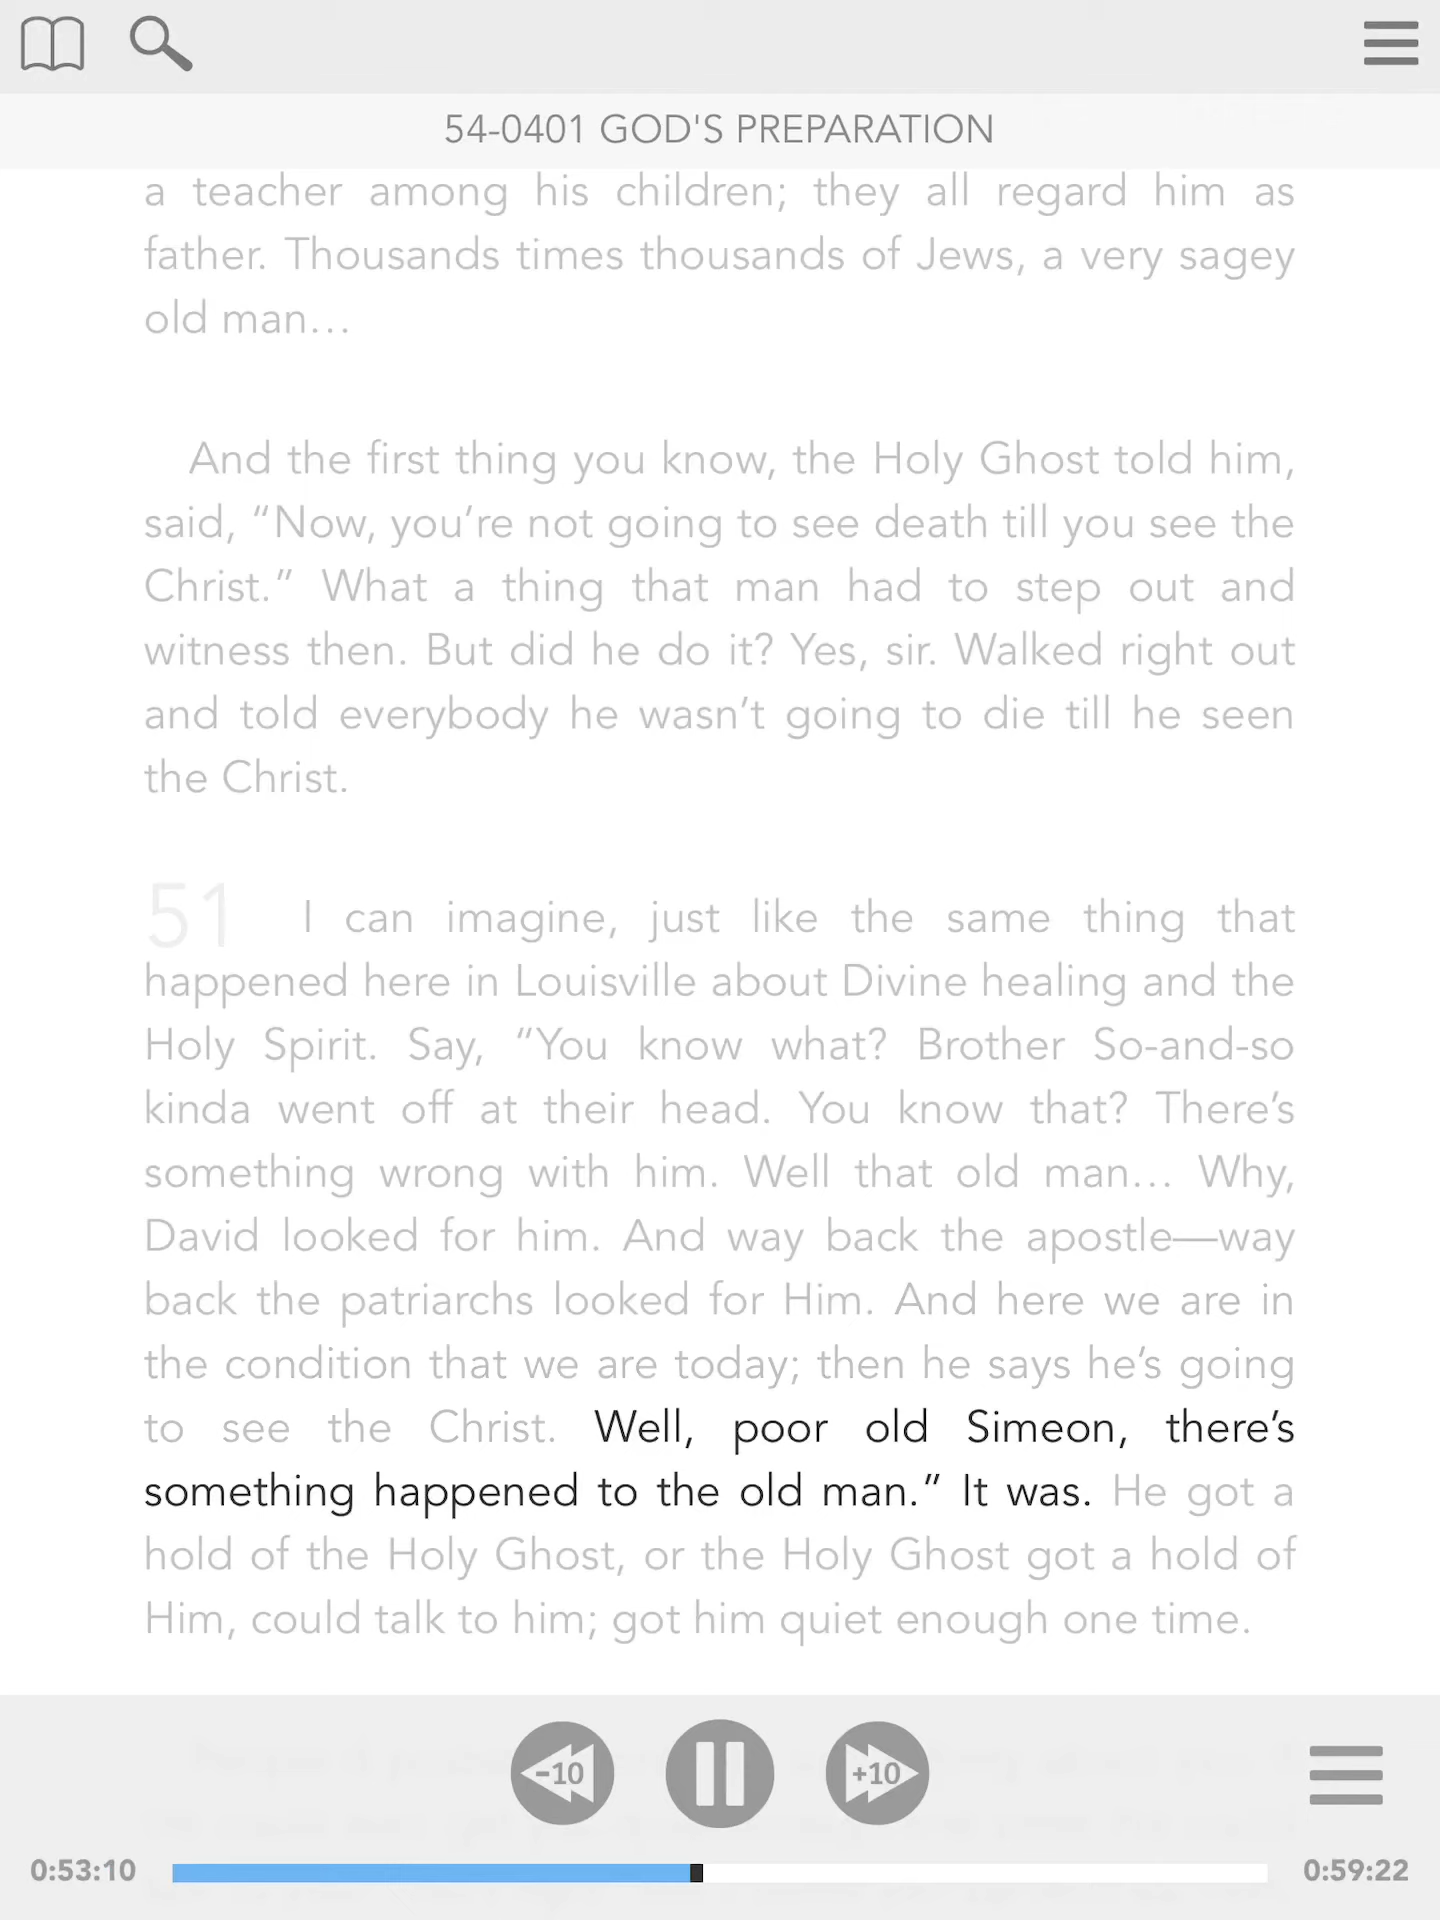 54-0401 GOD'S PREPARATION
a teacher among his children; they all regard him as
father. Thousands times thousands of Jews, a very sagey
old man…
And the first thing you know, the Holy Ghost told him,
said, “Now, you’re not going to see death till you see the
Christ.” What a thing that man had to step out and
witness then. But did he do it? Yes, sir. Walked right out
and told everybody he wasn’t going to die till he seen
the Christ.
51 I can imagine, just like the same thing that
happened here in Louisville about Divine healing and the
Holy Spirit. Say, “You know what? Brother So-and-so
kinda went off at their head. You know that? There’s
something wrong with him. Well that old man… Why,
David looked for him. And way back the apostle—way
back the patriarchs looked for Him. And here we are in
the condition that we are today; then he says he’s going
to see the Christ. Well, poor old Simeon, there’s
something happened to the old man.” It was. He got a
hold of the Holy Ghost, or the Holy Ghost got a hold of
Him, could talk to him; got him quiet enough one time.
-10 +10
0:53:10 0:59:22